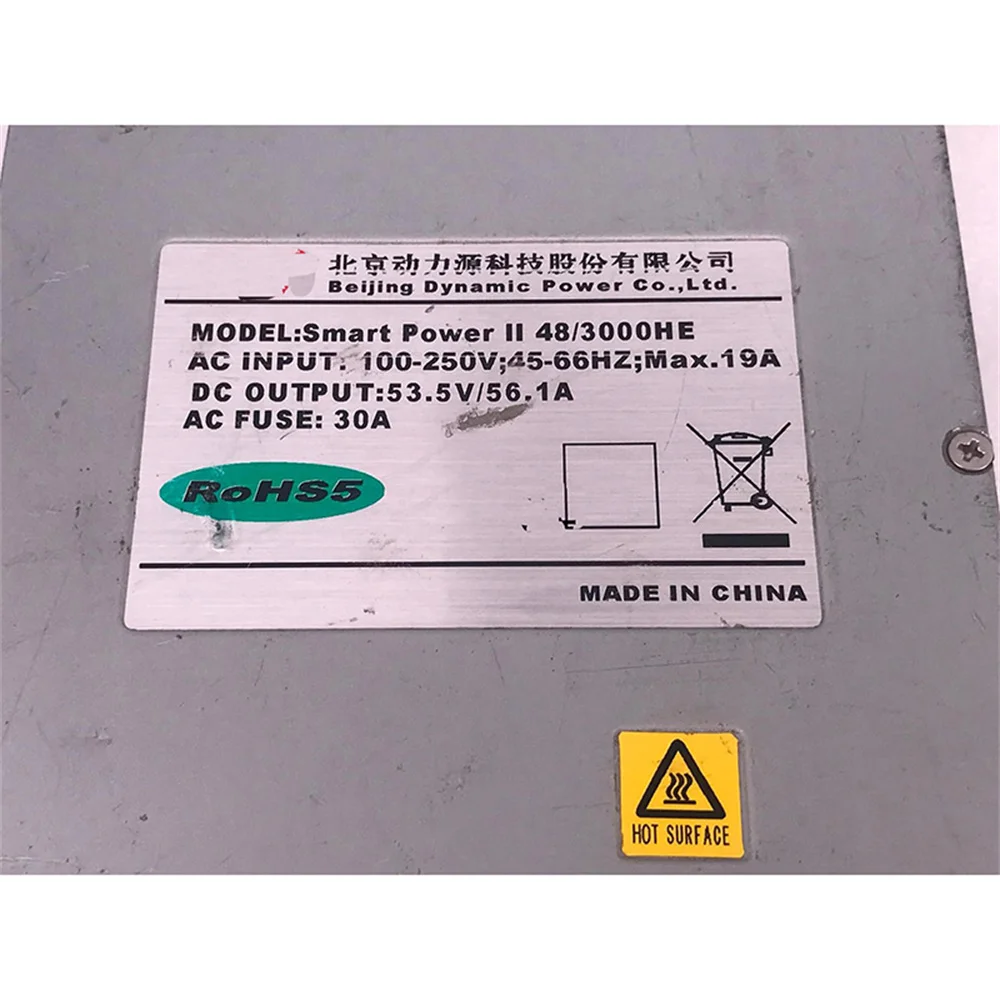 北京动力源科技股份有限公司
Beijing Dynamic Power Co.,Ltd.
MODEL:Smart Power II 48/3000HE
AC INPUT: 100-250V;45-66HZ;Max.19A
DC OUTPUT:53.5V/56.1A
AC FUSE: 30A
RoHS5
MADE IN CHINA
HOT SURFACE